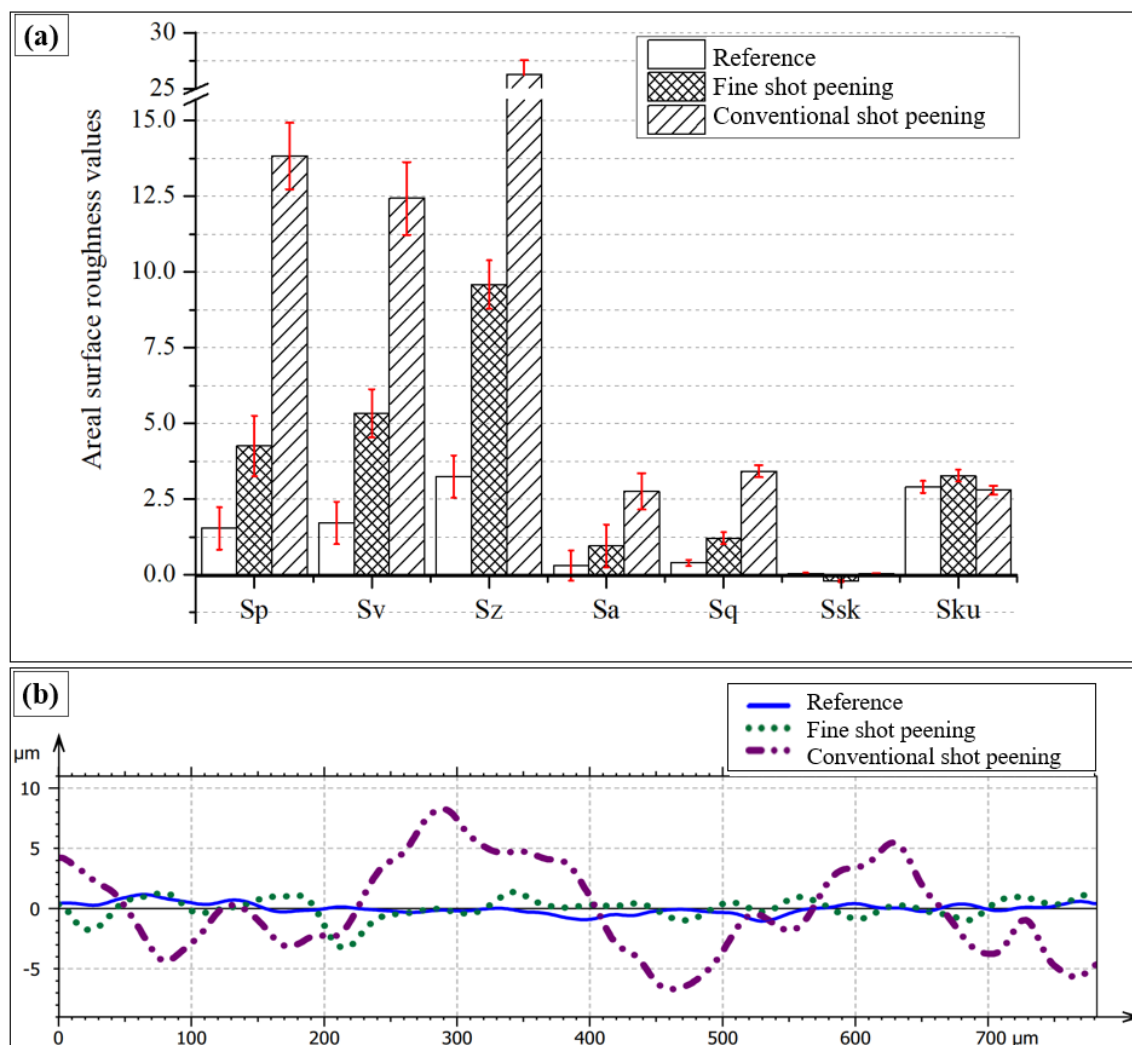 (a)
Reference
Fine shot peening
Conventional shot peening
Areal surface roughness values
30
25
15.0
12.5
10.0
7.5
5.0
2.5
0.0
Sp Sv Sz Sa Sq Ssk Sku
(b)
Reference
Fine shot peening
Conventional shot peening
µm
10
5
0
-5
0 100 200 300 400 500 600 700 µm